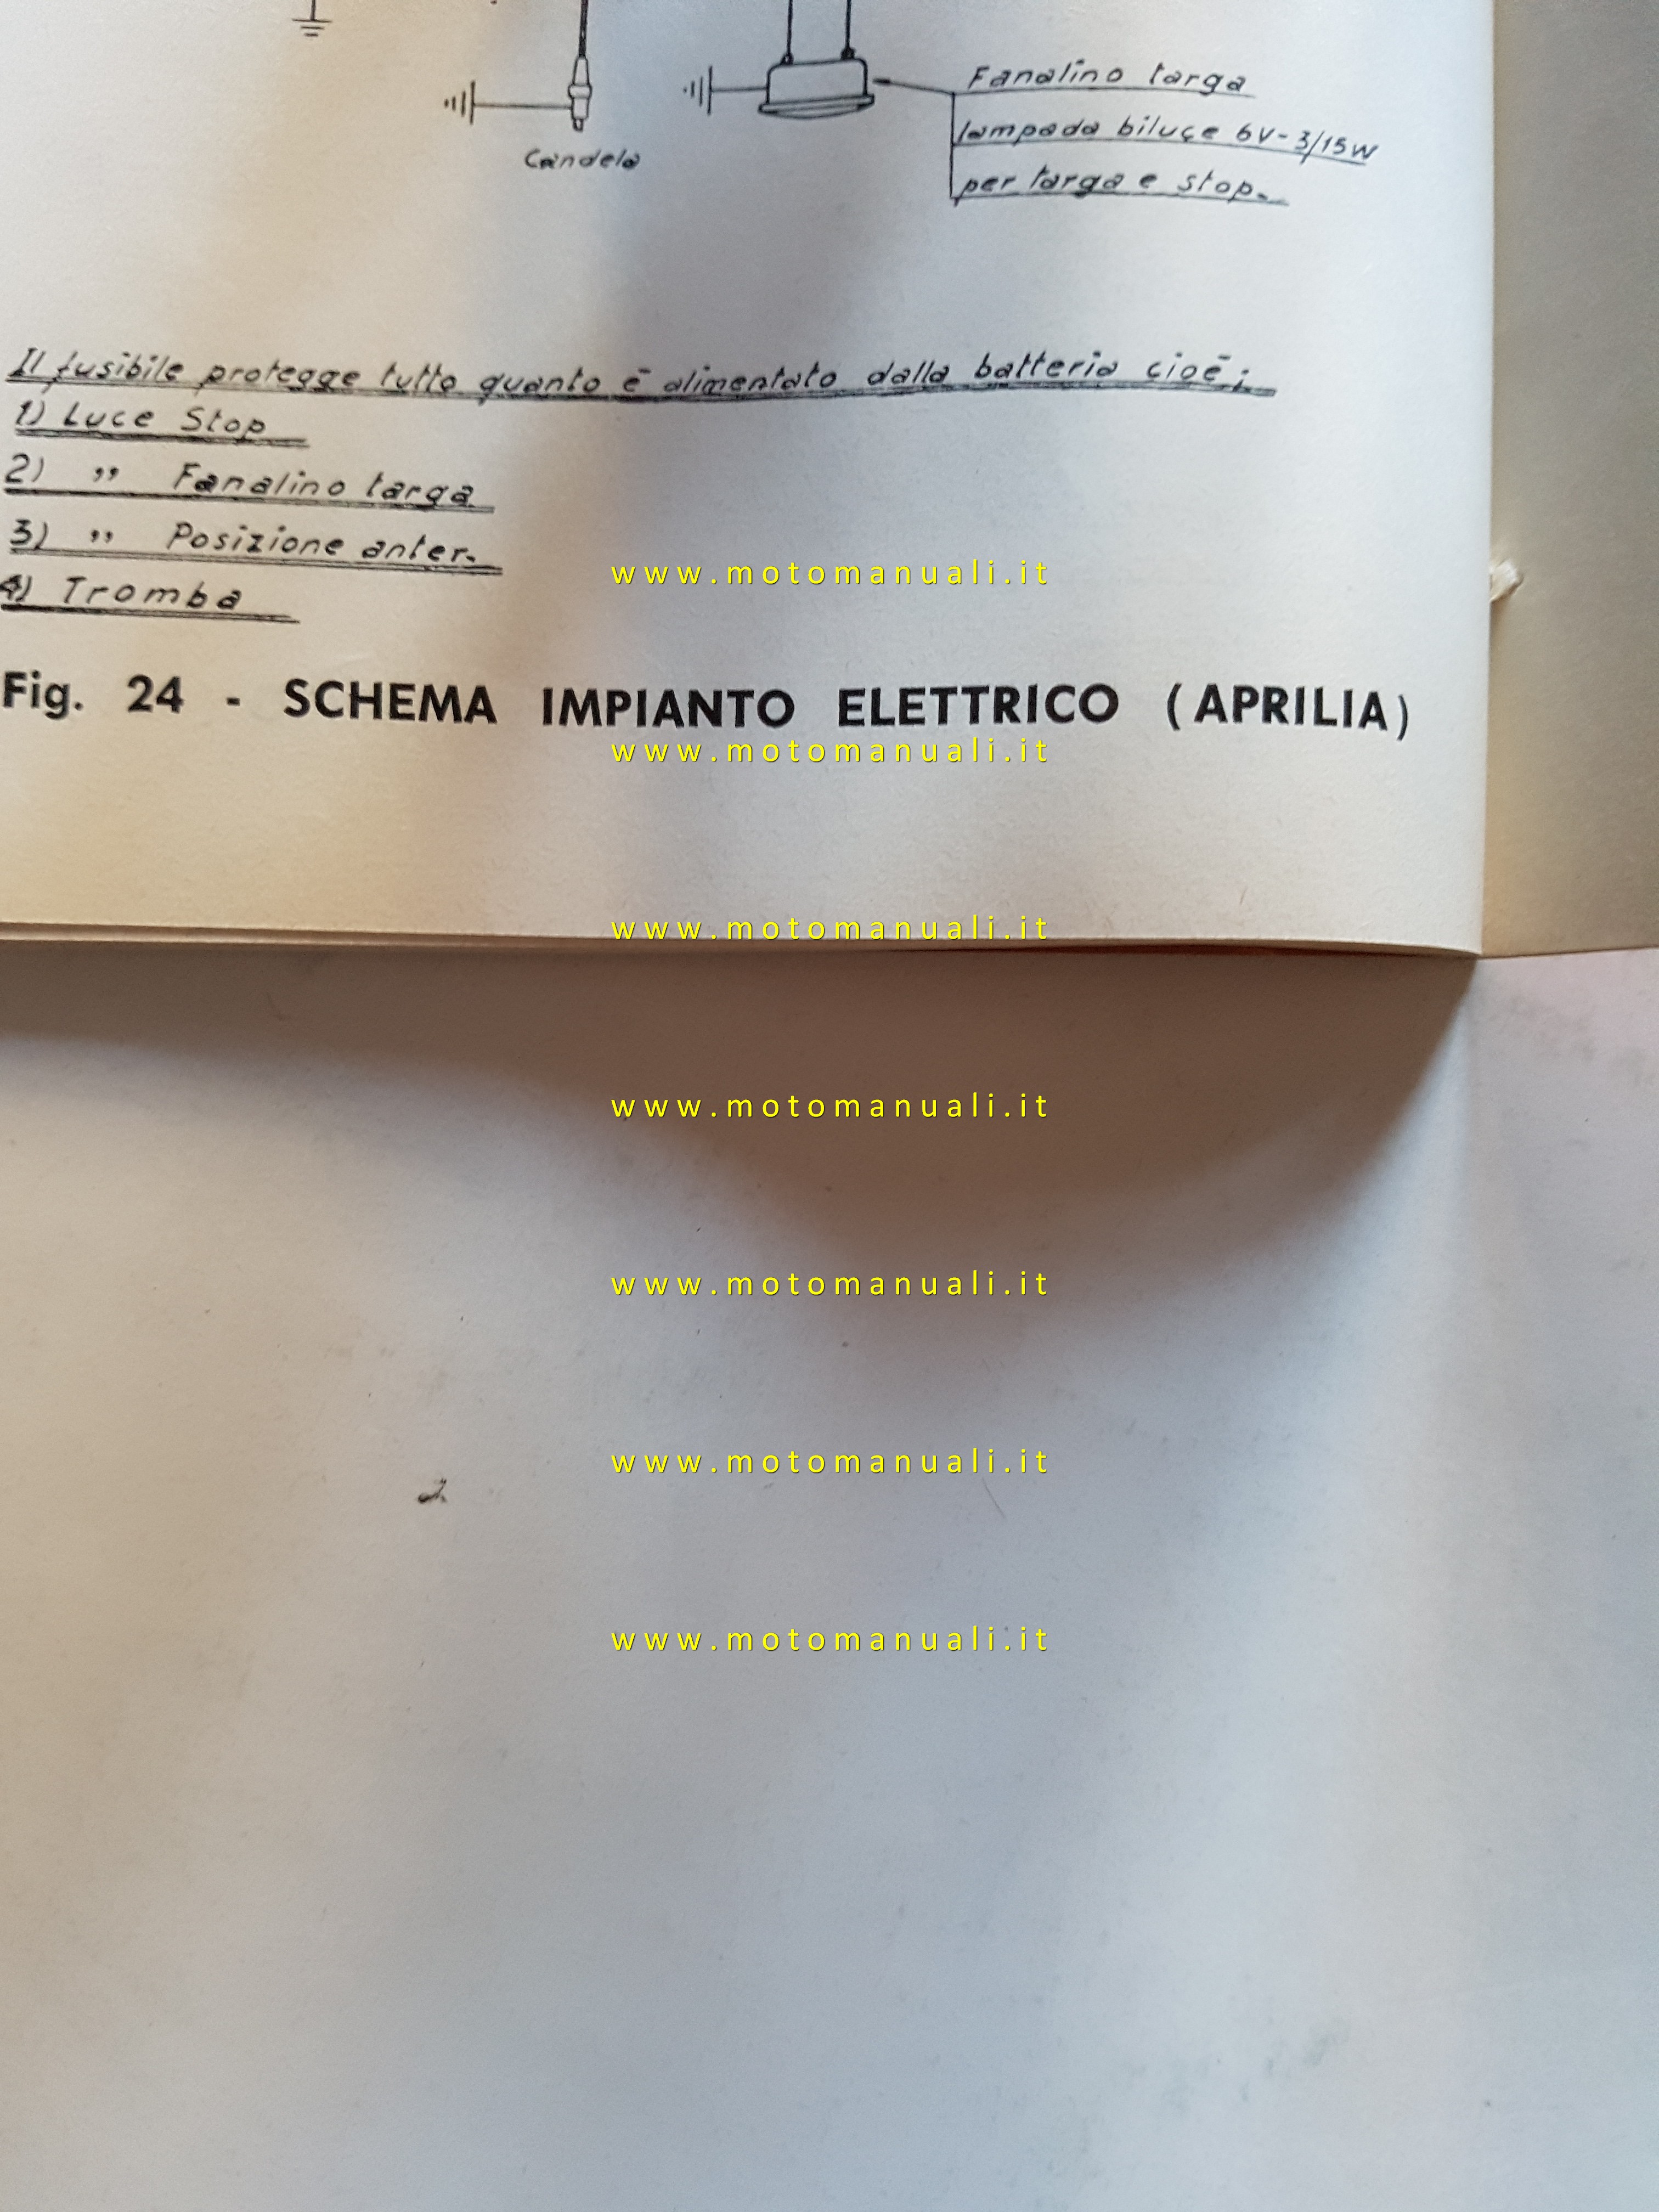 Fanalino targa
lampada biluce 6V-3/15W
per targa e stop.
Candela
Il fusibile protegge tutto quanto è alimentato dalla batteria cioè;
1) Luce Stop
2) " Fanalino targa
3) " Posizione anter.
4) Tromba
www.motomanuali.it
Fig. 24 - SCHEMA IMPIANTO ELETTRICO (APRILIA)
www.motomanuali.it
www.motomanuali.it
www.motomanuali.it
www.motomanuali.it
www.motomanuali.it
www.motomanuali.it